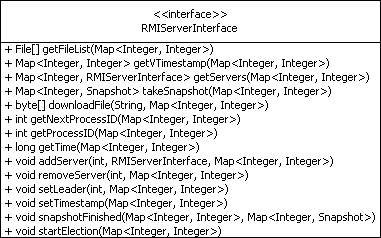 <<interface>>
RMIServerInterface
+ File[] getFileList(Map<Integer, Integer>)
+ Map<Integer, Integer> getVTimestamp(Map<Integer, Integer>)
+ Map<Integer, RMIServerInterface> getServers(Map<Integer, Integer>)
+ Map<Integer, Snapshot> takeSnapshot(Map<Integer, Integer>)
+ byte[] downloadFile(String, Map<Integer, Integer>)
+ int getNextProcessID(Map<Integer, Integer>)
+ int getProcessID(Map<Integer, Integer>)
+ long getTime(Map<Integer, Integer>)
+ void addServer(int, RMIServerInterface, Map<Integer, Integer>)
+ void removeServer(int, Map<Integer, Integer>)
+ void setLeader(int, Map<Integer, Integer>)
+ void setTimestamp(Map<Integer, Integer>)
+ void snapshotFinished(Map<Integer, Integer>, Map<Integer, Snapshot>)
+ void startElection(Map<Integer, Integer>)